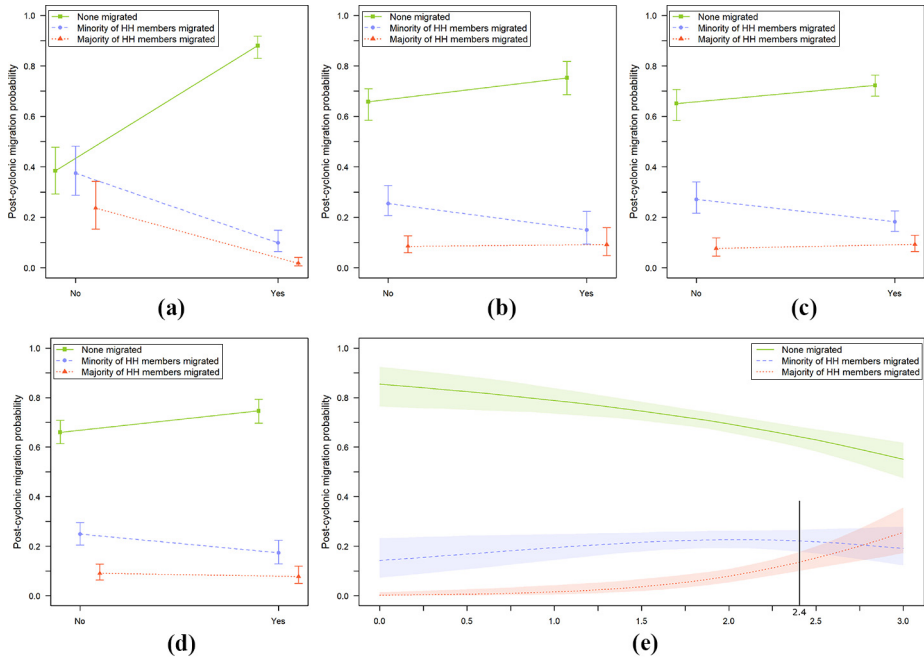 None migrated
Minority of HH members migrated
Majority of HH members migrated
Post-cyclonic migration probability
1.0
0.8
0.6
0.4
0.2
0.0
No
Yes
(a)
None migrated
Minority of HH members migrated
Majority of HH members migrated
Post-cyclonic migration probability
1.0
0.8
0.6
0.4
0.2
0.0
No
Yes
(b)
None migrated
Minority of HH members migrated
Majority of HH members migrated
Post-cyclonic migration probability
1.0
0.8
0.6
0.4
0.2
0.0
No
Yes
(c)
None migrated
Minority of HH members migrated
Majority of HH members migrated
Post-cyclonic migration probability
1.0
0.8
0.6
0.4
0.2
0.0
No
Yes
(d)
None migrated
Minority of HH members migrated
Majority of HH members migrated
Post-cyclonic migration probability
1.0
0.8
0.6
0.4
0.2
0.0
2.4
0.0 0.5 1.0 1.5 2.0 2.5 3.0
(e)